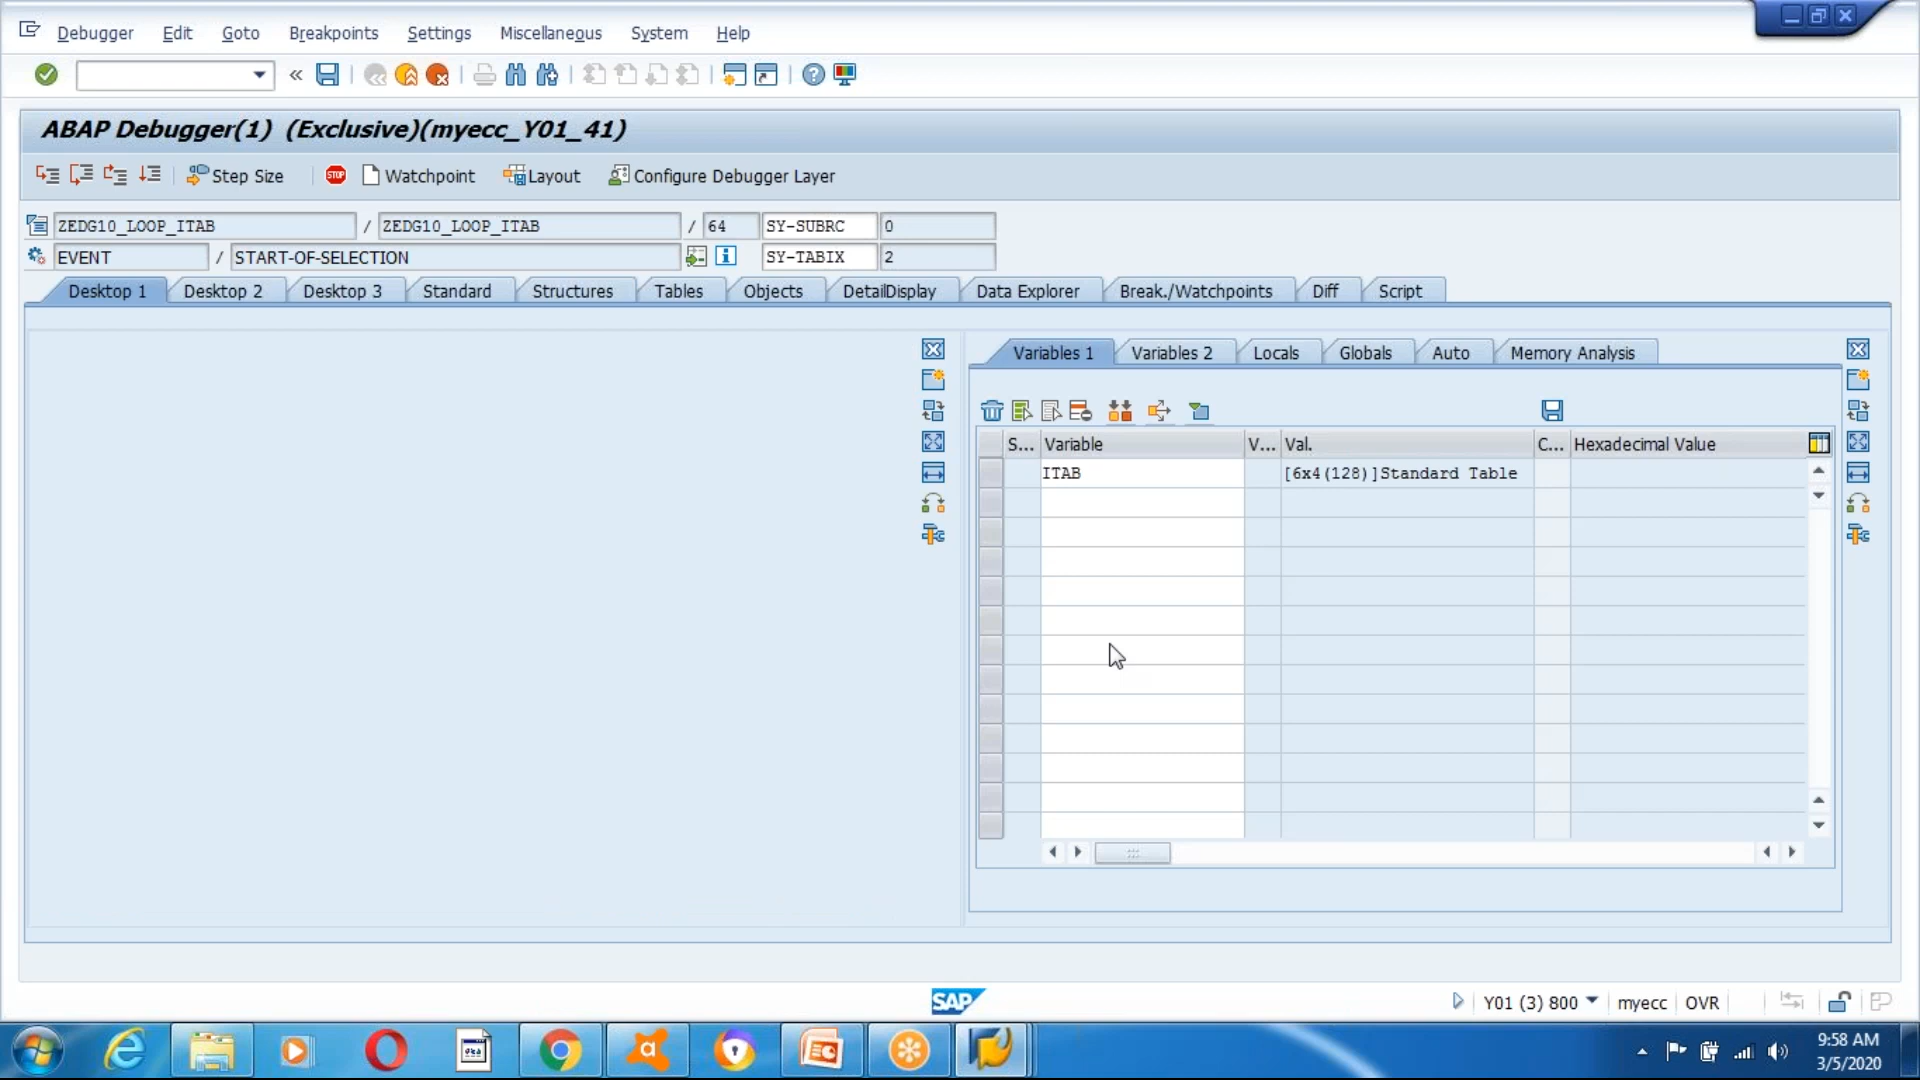 Debugger Edit Goto Breakpoints Settings Miscellaneous System Help
ABAP Debugger(1) (Exclusive)(myecc_Y01_41)
Step Size STOP Watchpoint Layout Configure Debugger Layer
ZEDG10_LOOP_ITAB / ZEDG10_LOOP_ITAB / 64 SY-SUBRC 0
EVENT / START-OF-SELECTION SY-TABIX 2
Desktop 1 Desktop 2 Desktop 3 Standard Structures Tables Objects DetailDisplay Data Explorer Break./Watchpoints Diff Script
Variables 1 Variables 2 Locals Globals Auto Memory Analysis
S... Variable V... Val. C... Hexadecimal Value
ITAB [6x4(128)]Standard Table
SAP
Y01 (3) 800 myecc OVR
9:58 AM
3/5/2020